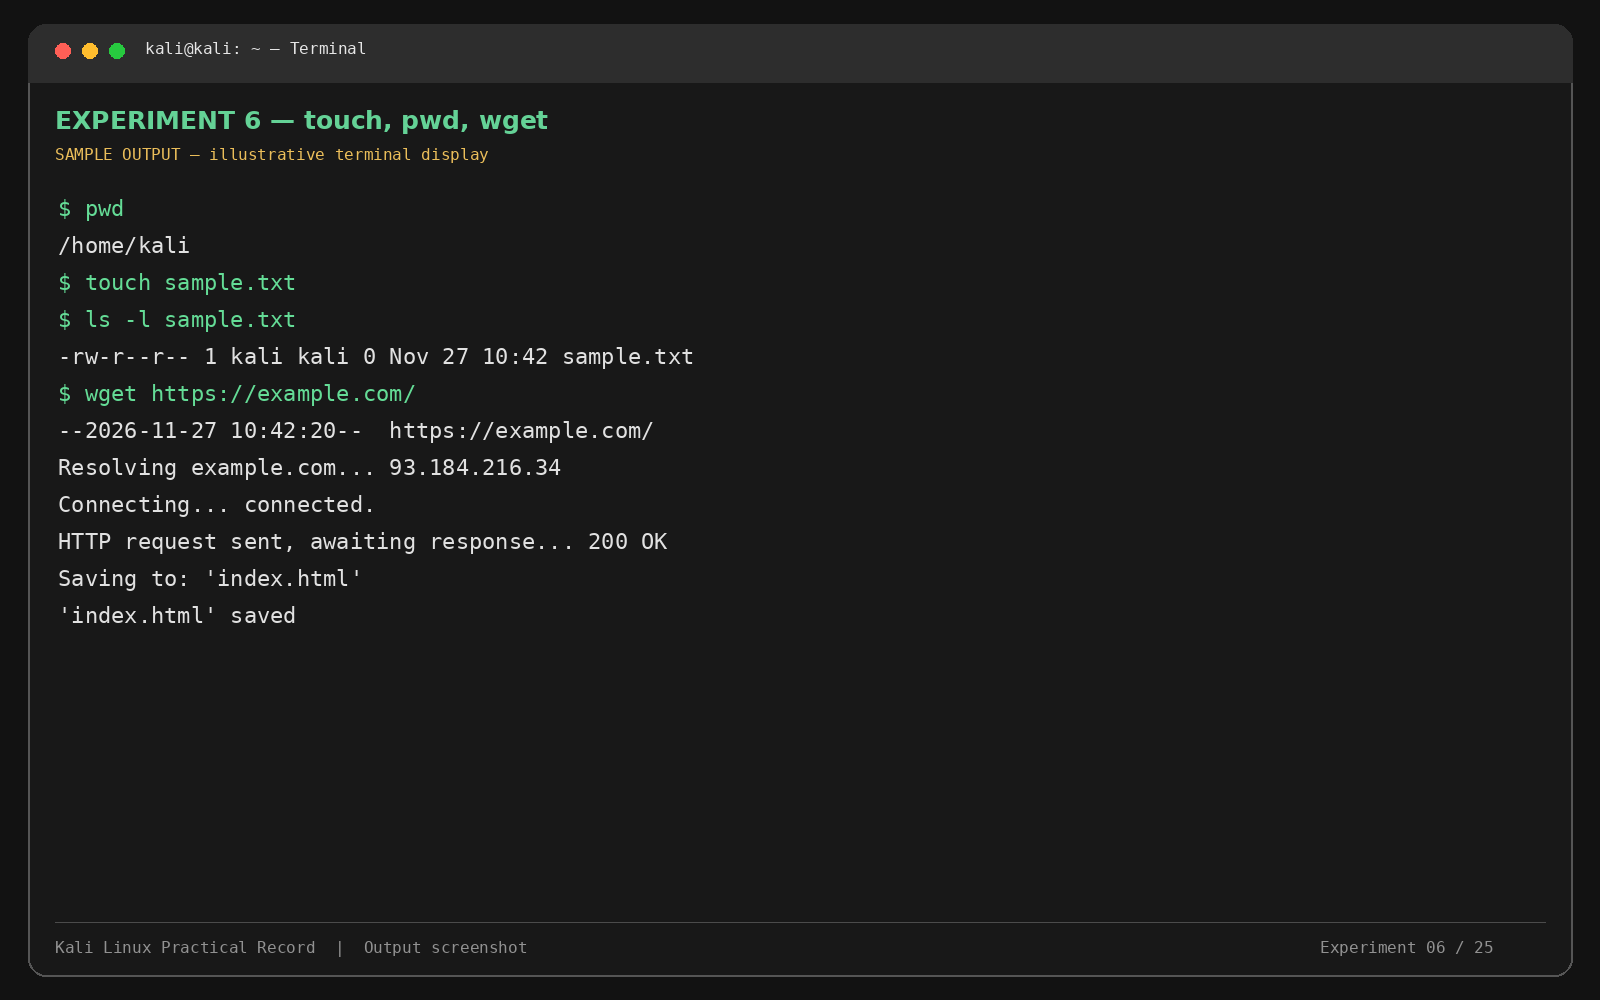 kali@kali: ~ — Terminal
EXPERIMENT 6 — touch, pwd, wget
SAMPLE OUTPUT — illustrative terminal display
$ pwd
/home/kali
$ touch sample.txt
$ ls -l sample.txt
-rw-r--r-- 1 kali kali 0 Nov 27 10:42 sample.txt
$ wget https://example.com/
--2026-11-27 10:42:20--  https://example.com/
Resolving example.com... 93.184.216.34
Connecting... connected.
HTTP request sent, awaiting response... 200 OK
Saving to: 'index.html'
'index.html' saved
Kali Linux Practical Record  |  Output screenshot
Experiment 06 / 25